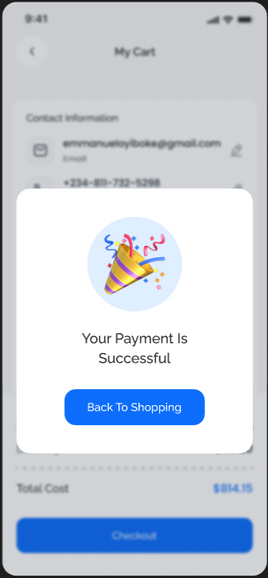 9:41
My Cart
Contact Information
emmanueloyiboke@gmail.com
Email
+234-811-732-5298
Your Payment Is
Successful
Back To Shopping
Total Cost
$814.15
Checkout